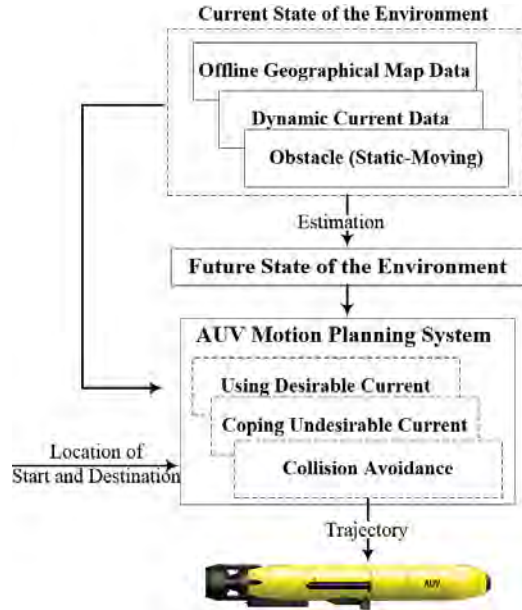 Current State of the Environment
Offline Geographical Map Data
Dynamic Current Data
Obstacle (Static-Moving)
Estimation
Future State of the Environment
AUV Motion Planning System
Using Desirable Current
Coping Undesirable Current
Location of
Start and Destination
Collision Avoidance
Trajectory
AUV